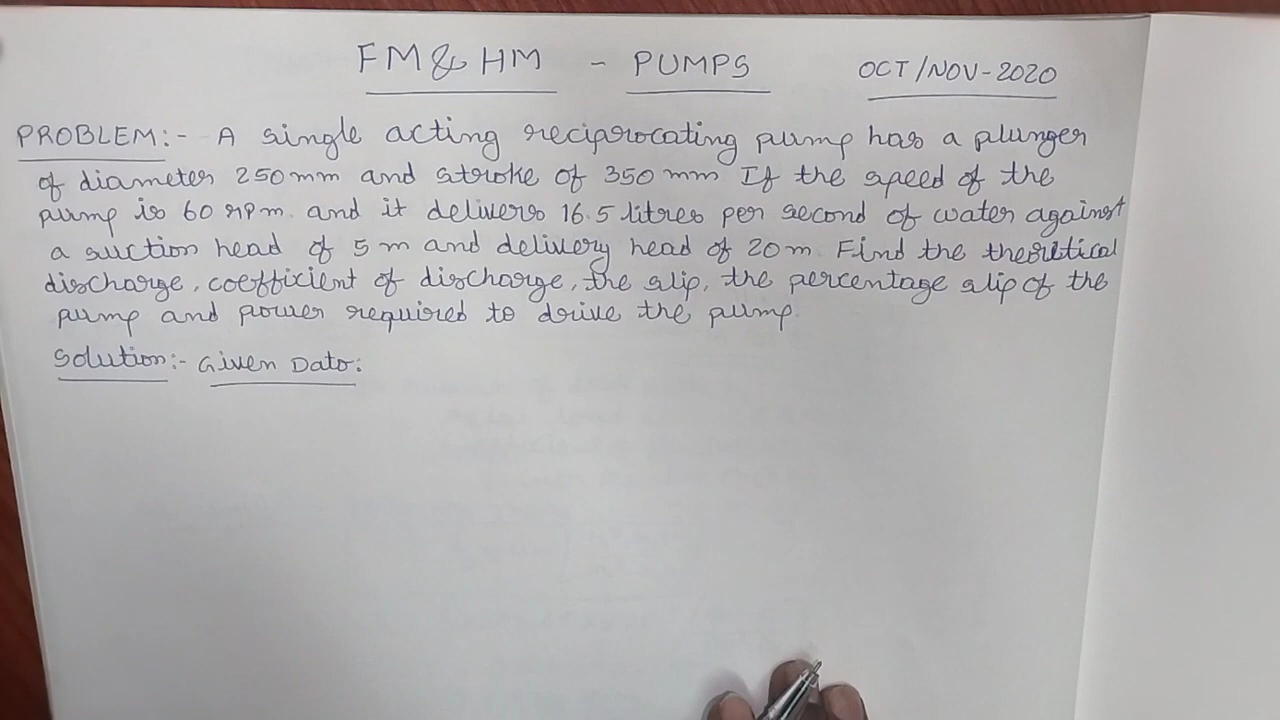 FM & HM - PUMPS OCT/NOV-2020
PROBLEM:- A single acting reciprocating pump has a plunger
of diameter 250 mm and stroke of 350 mm If the speed of the
pump is 60 rpm. and it delivers 16.5 litres per second of water against
a suction head of 5 m and delivery head of 20 m. Find the theoritical
discharge, coefficient of discharge, the slip, the percentage slip of the
pump and power required to drive the pump.
Solution:- Given Data: